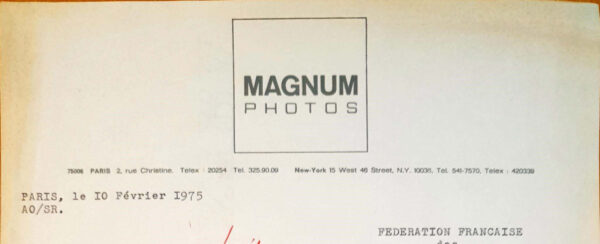 MAGNUM
PHOTOS
75006 PARIS 2, rue Christine. Telex : 20254 Tel. 325.90.09 New-York 15 West 46 Street, N.Y. 10036, Tel. 541-7570, Telex : 420339
PARIS, le IO Février I975
AO/SR.
FEDERATION FRANCAISE
des